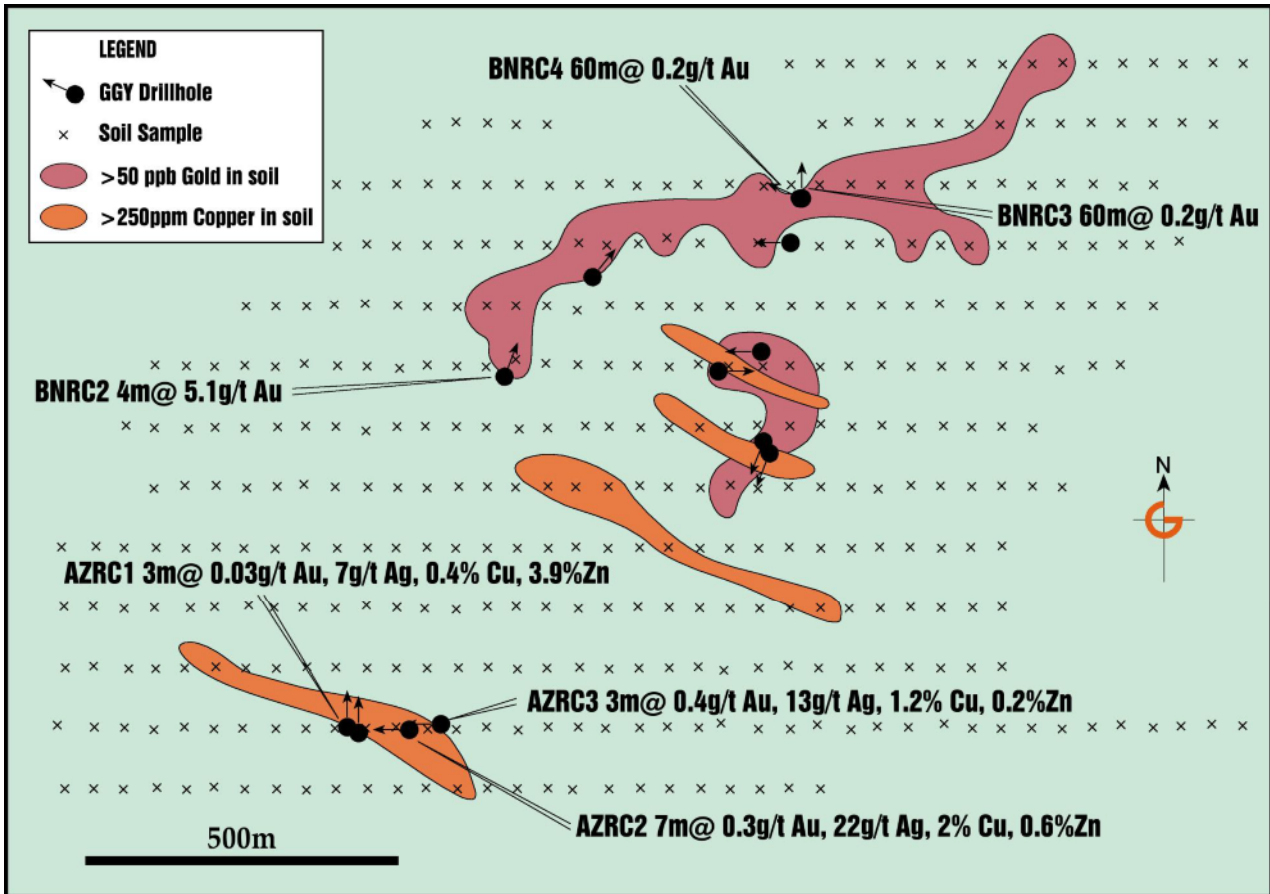 LEGEND
GGY Drillhole
Soil Sample
>50 ppb Gold in soil
>250ppm Copper in soil
BNRC4 60m@ 0.2g/t Au
BNRC3 60m@ 0.2g/t Au
BNRC2 4m@ 5.1g/t Au
N
AZRC1 3m@ 0.03g/t Au, 7g/t Ag, 0.4% Cu, 3.9%Zn
AZRC3 3m@ 0.4g/t Au, 13g/t Ag, 1.2% Cu, 0.2%Zn
AZRC2 7m@ 0.3g/t Au, 22g/t Ag, 2% Cu, 0.6%Zn
500m